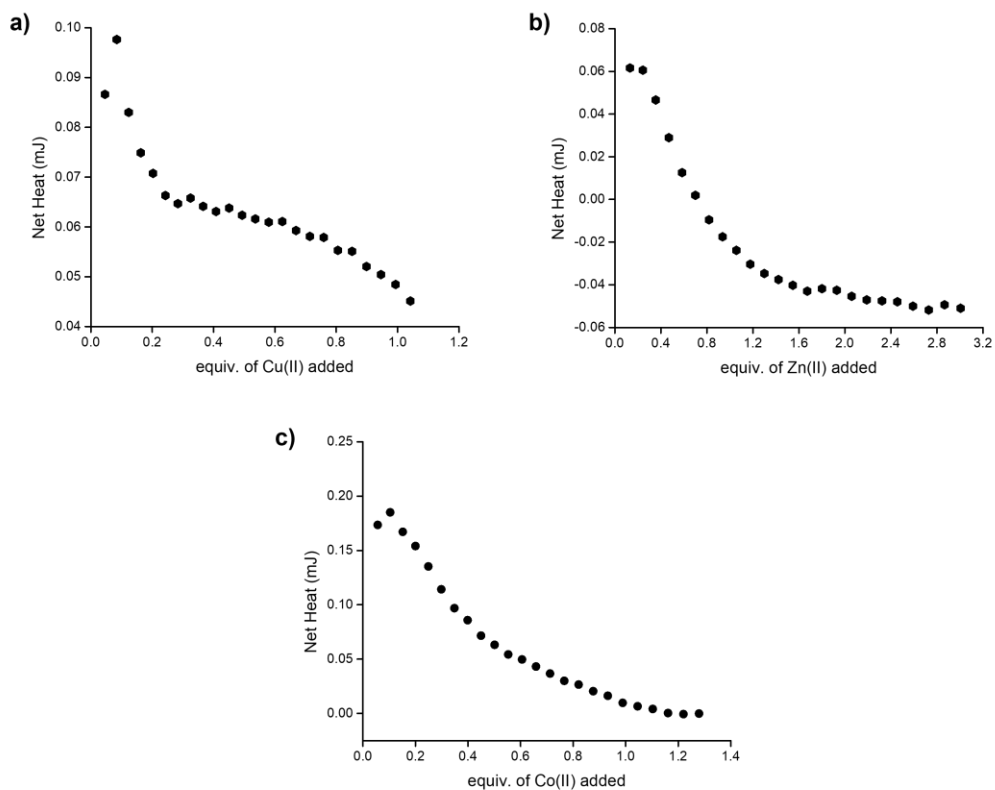 a)
0.10
0.09
0.08
0.07
0.06
0.05
0.04
Net Heat (mJ)
0.0 0.2 0.4 0.6 0.8 1.0 1.2
equiv. of Cu(II) added
b)
0.08
0.06
0.04
0.02
0.00
-0.02
-0.04
-0.06
Net Heat (mJ)
0.0 0.4 0.8 1.2 1.6 2.0 2.4 2.8 3.2
equiv. of Zn(II) added
c)
0.25
0.20
0.15
0.10
0.05
0.00
Net Heat (mJ)
0.0 0.2 0.4 0.6 0.8 1.0 1.2 1.4
equiv. of Co(II) added